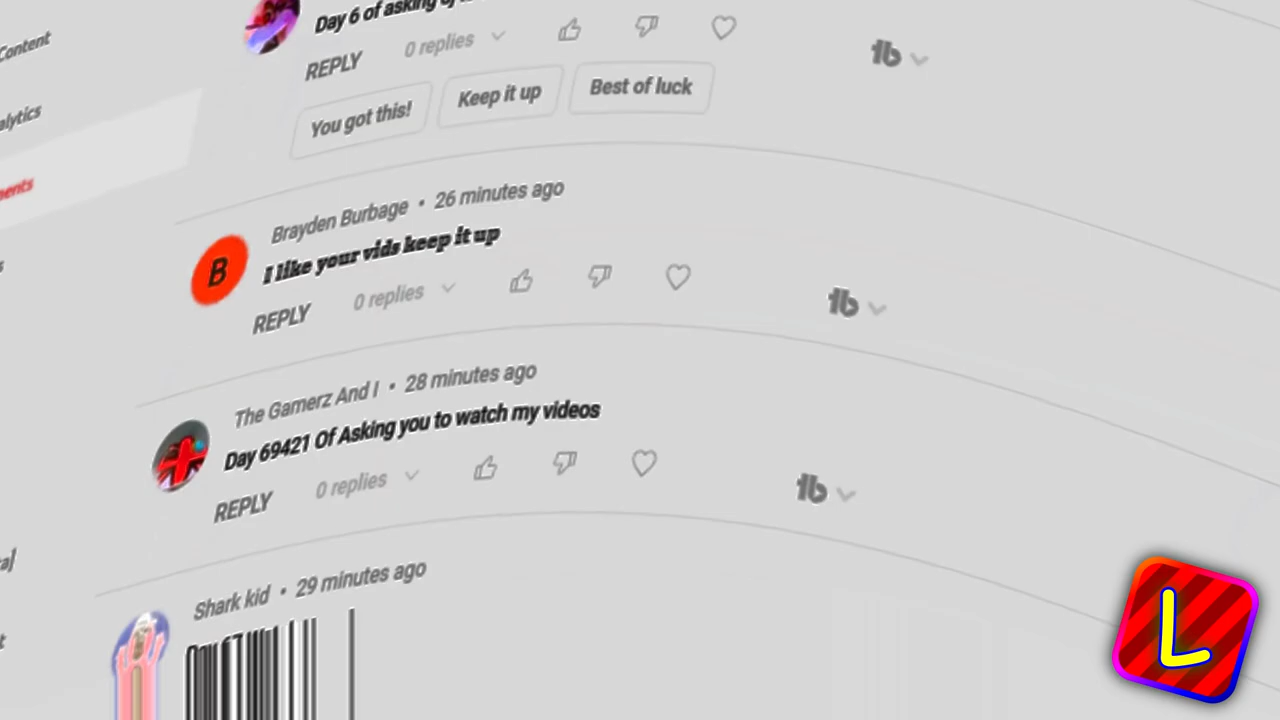 Content
Day 6 of asking
REPLY 0 replies
You got this! Keep it up Best of luck
Brayden Burbage • 26 minutes ago
B
I like your vids keep it up
REPLY 0 replies
The Gamerz And I • 28 minutes ago
Day 69421 Of Asking you to watch my videos
REPLY 0 replies
Shark kid • 29 minutes ago
L